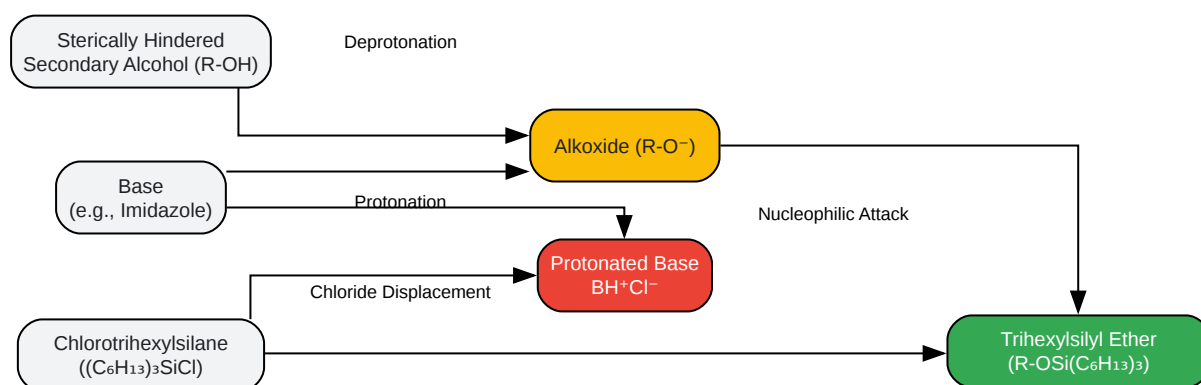 Sterically Hindered
Secondary Alcohol (R-OH)
Deprotonation
Alkoxide (R-O⁻)
Base
(e.g., Imidazole)
Protonation
Nucleophilic Attack
Protonated Base
BH⁺Cl⁻
Chloride Displacement
Chlorotrihexylsilane
((C₆H₁₃)₃SiCl)
Trihexylsilyl Ether
(R-OSi(C₆H₁₃)₃)